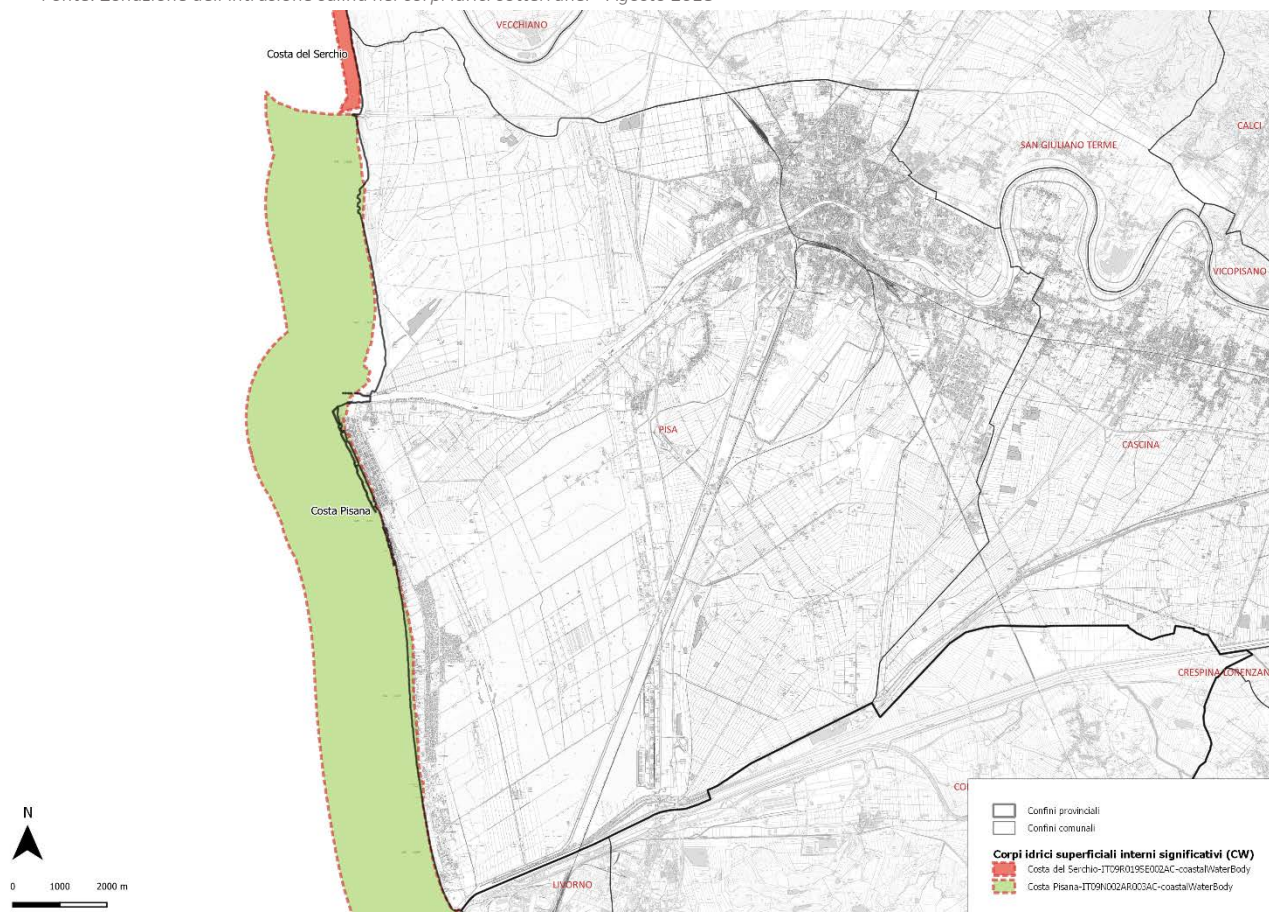 VECCHIANO
Costa del Serchio
CALCI
SAN GIULIANO TERME
VICOPISANO
PISA
CASCINA
Costa Pisana
CRESPINA LORENZAN
LIVORNO
N
0 1000 2000 m
Confini provinciali
Confini comunali
Corpi idrici superficiali interni significativi (CW)
Costa del Serchio-IT09R019SE002AC-coastalWaterBody
Costa Pisana-IT09N002AR003AC-coastalWaterBody